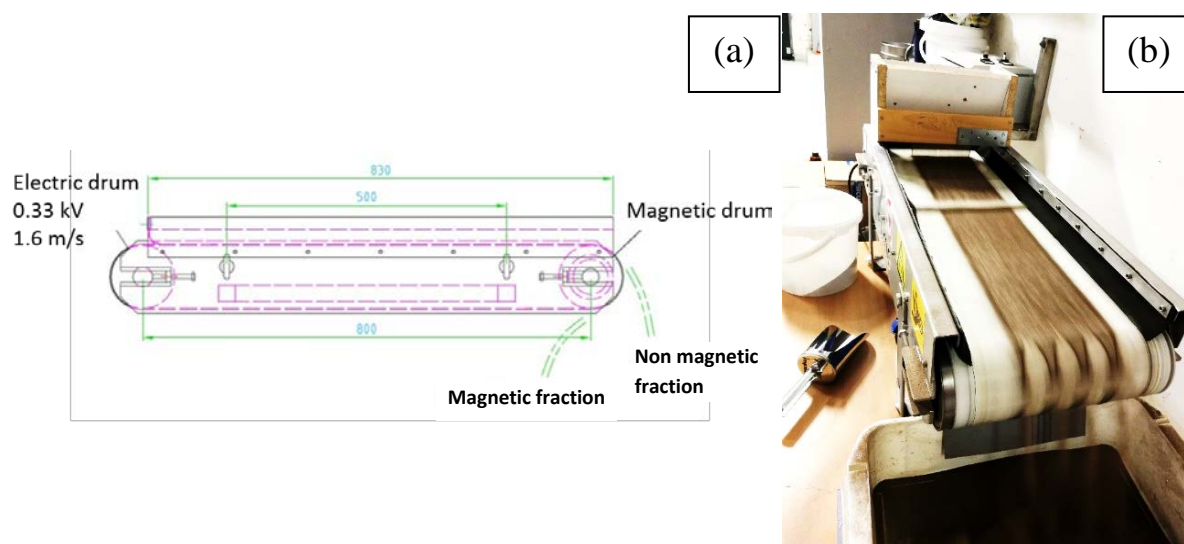 (a)
(b)
830
Electric drum
0.33 kV
1.6 m/s
500
Magnetic drum
800
Non magnetic
fraction
Magnetic fraction